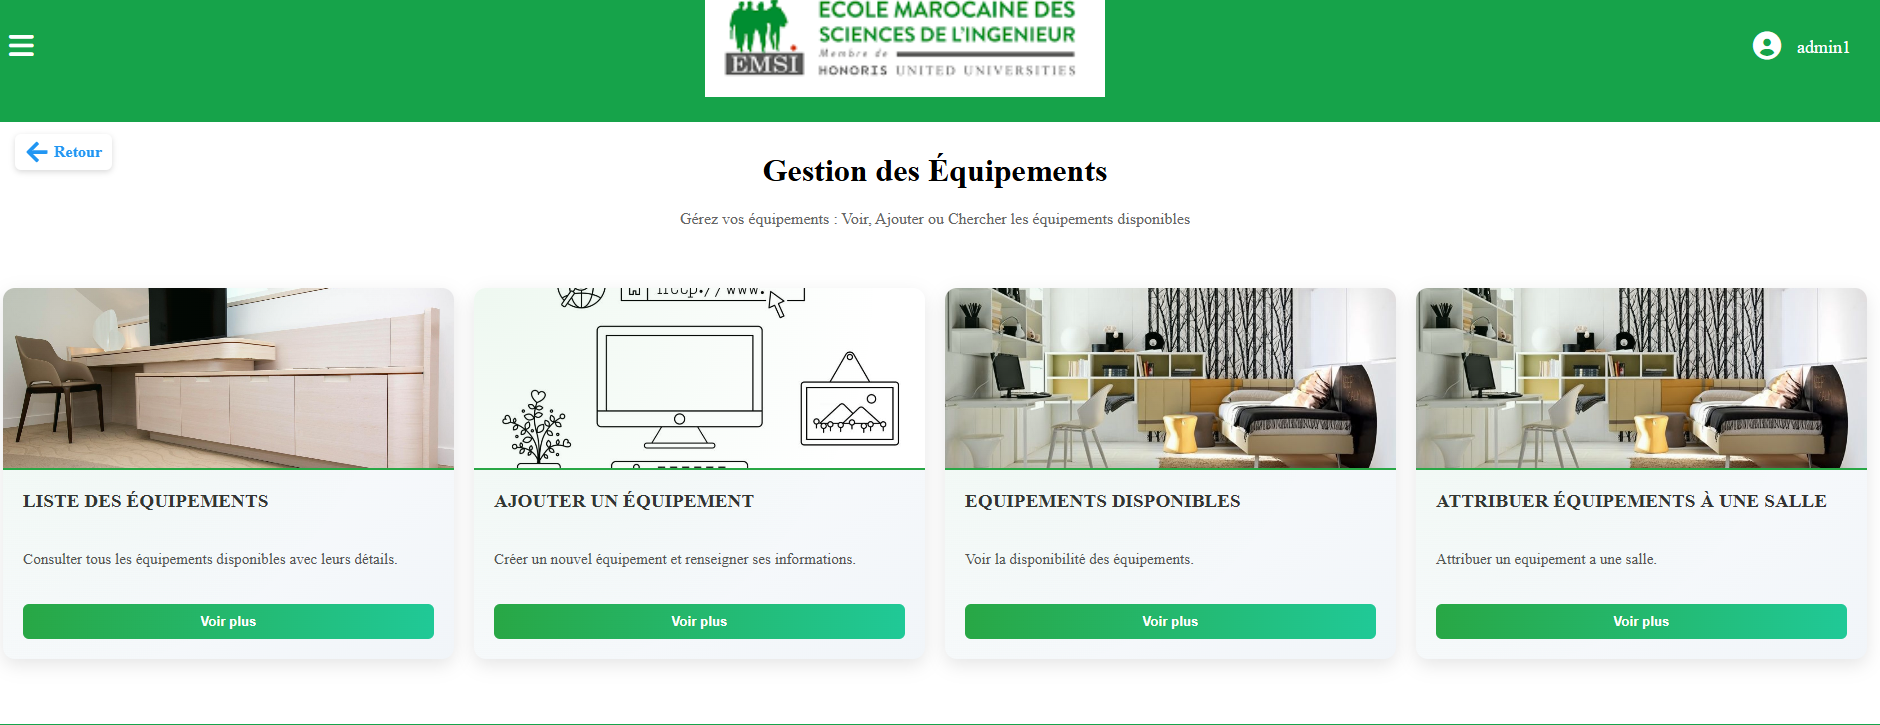 ECOLE MAROCAINE DES
SCIENCES DE L'INGENIEUR
Membre de
EMSI
HONORIS UNITED UNIVERSITIES
admin1
Retour
Gestion des Équipements
Gérez vos équipements : Voir, Ajouter ou Chercher les équipements disponibles
http://www.
LISTE DES ÉQUIPEMENTS
Consulter tous les équipements disponibles avec leurs détails.
Voir plus
AJOUTER UN ÉQUIPEMENT
Créer un nouvel équipement et renseigner ses informations.
Voir plus
EQUIPEMENTS DISPONIBLES
Voir la disponibilité des équipements.
Voir plus
ATTRIBUER ÉQUIPEMENTS À UNE SALLE
Attribuer un equipement a une salle.
Voir plus